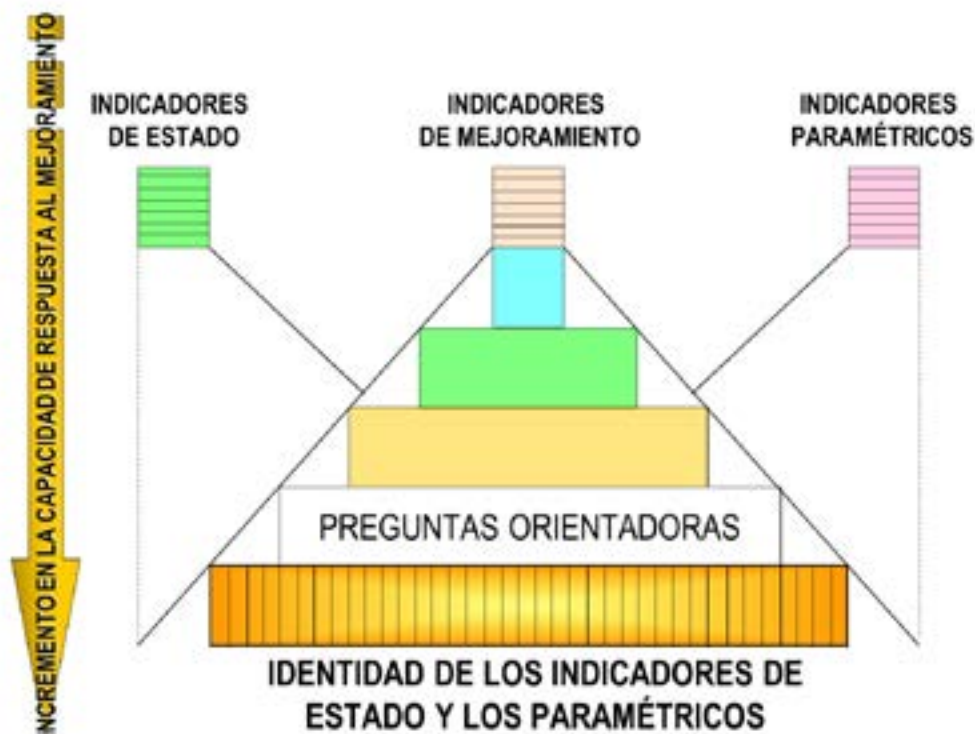 INCREMENTO EN LA CAPACIDAD DE RESPUESTA AL MEJORAMIENTO
INDICADORES
DE ESTADO
INDICADORES
DE MEJORAMIENTO
INDICADORES
PARAMÉTRICOS
PREGUNTAS ORIENTADORAS
IDENTIDAD DE LOS INDICADORES DE
ESTADO Y LOS PARAMÉTRICOS